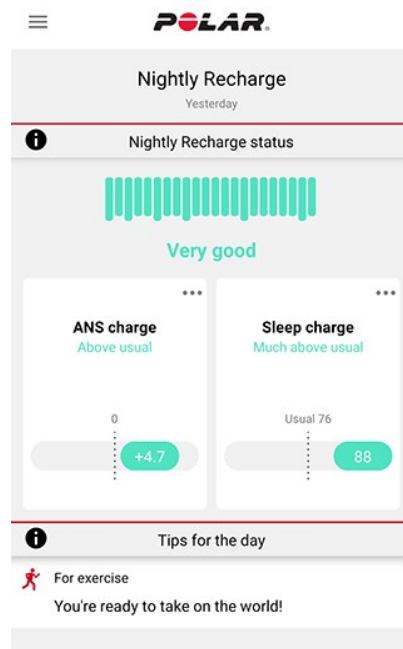 POLAR.
Nightly Recharge
Yesterday
Nightly Recharge status
Very good
ANS charge
Above usual
0
+4.7
Sleep charge
Much above usual
Usual 76
88
Tips for the day
For exercise
You're ready to take on the world!